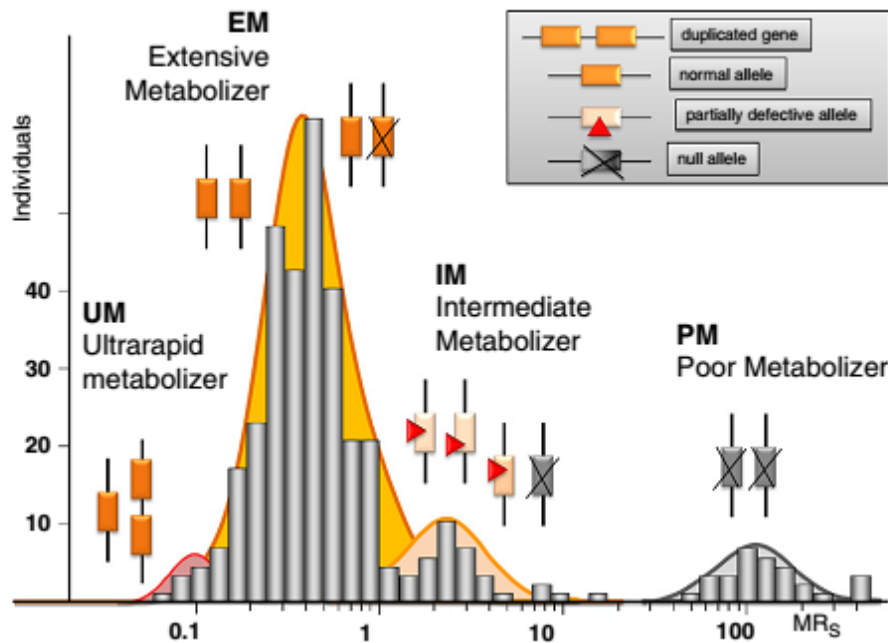 EM
Extensive
Metabolizer
duplicated gene
normal allele
partially defective allele
null allele
Individuals
UM
Ultrarapid
metabolizer
IM
Intermediate
Metabolizer
PM
Poor Metabolizer
40
30
20
10
0.1
1
10
100
MRS